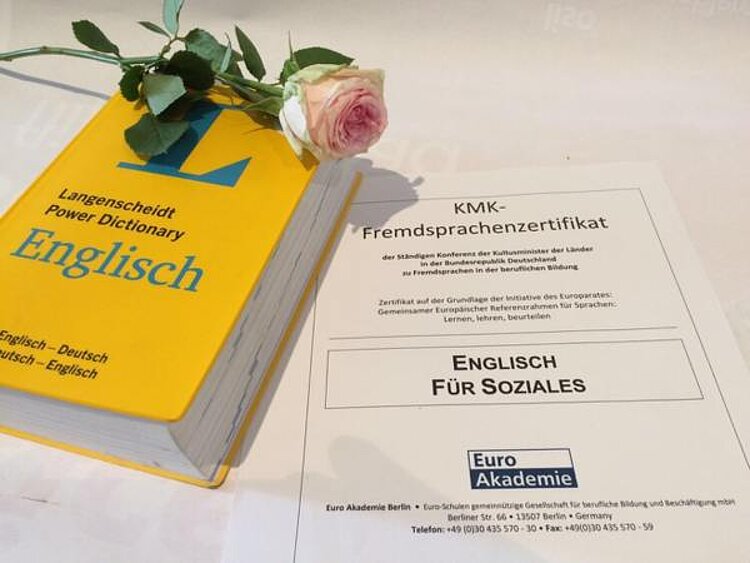 L
Langenscheidt
Power Dictionary
Englisch
Englisch – Deutsch
Deutsch – Englisch
KMK-
Fremdsprachenzertifikat
der Ständigen Konferenz der Kultusminister der Länder
in der Bundesrepublik Deutschland
zu Fremdsprachen in der beruflichen Bildung
Zertifikat auf der Grundlage der Initiative des Europarates:
Gemeinsamer Europäischer Referenzrahmen für Sprachen:
Lernen, lehren, beurteilen
ENGLISCH
FÜR SOZIALES
Euro
Akademie
Euro Akademie Berlin • Euro-Schulen gemeinnützige Gesellschaft für berufliche Bildung und Beschäftigung mbH
Berliner Str. 66 • 13507 Berlin • Germany
Telefon: +49 (0)30 435 570 - 30 • Fax: +49(0)30 435 570 - 59